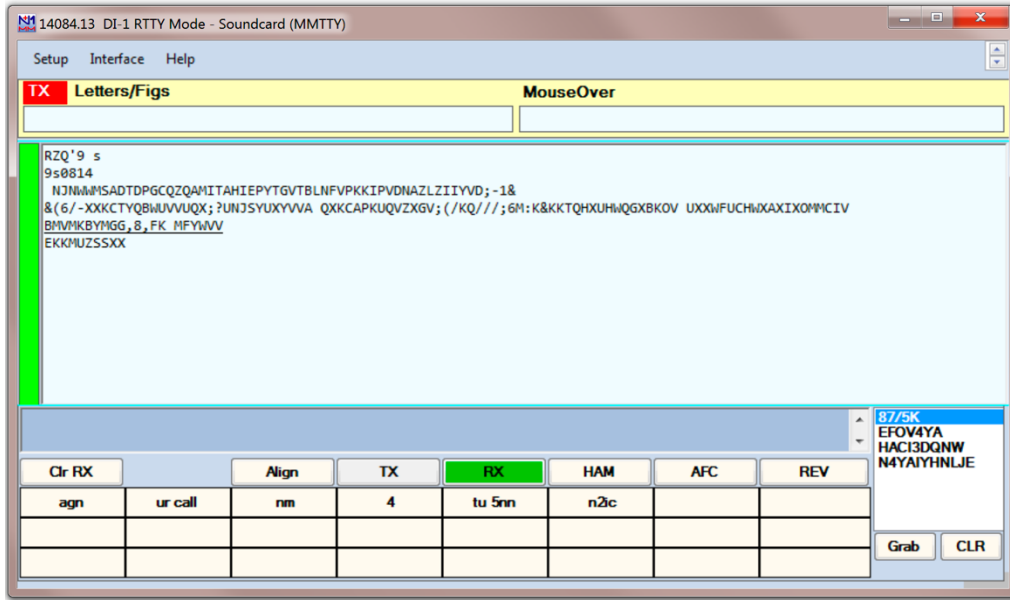 14084.13 DI-1 RTTY Mode - Soundcard (MMTTY)
Setup Interface Help
TX Letters/Figs MouseOver
RZQ'9 s
9s0814
NJNWWMSADTDPGCQZQAMITAHIEPYTGVTBLNFVPKKIPVDNAZLZIIYVD;-1&
&(6/-XXKCTYQBWUVVUQX;?UNJSYUXYVVA QXKCAPKUQVZXGV;(/KQ///;6M:K&KKTQHXUHWQGXBKOV UXXWFUCHWXAXIXOMMCIV
BMVMKBYMGG,8,FK MFYWVV
EKKMUZSSXX
87/5K
EFOV4YA
HACI3DQNW
N4YAIYHNLJE
Clr RX Align TX RX HAM AFC REV
agn ur call nm 4 tu 5nn n2ic
Grab CLR